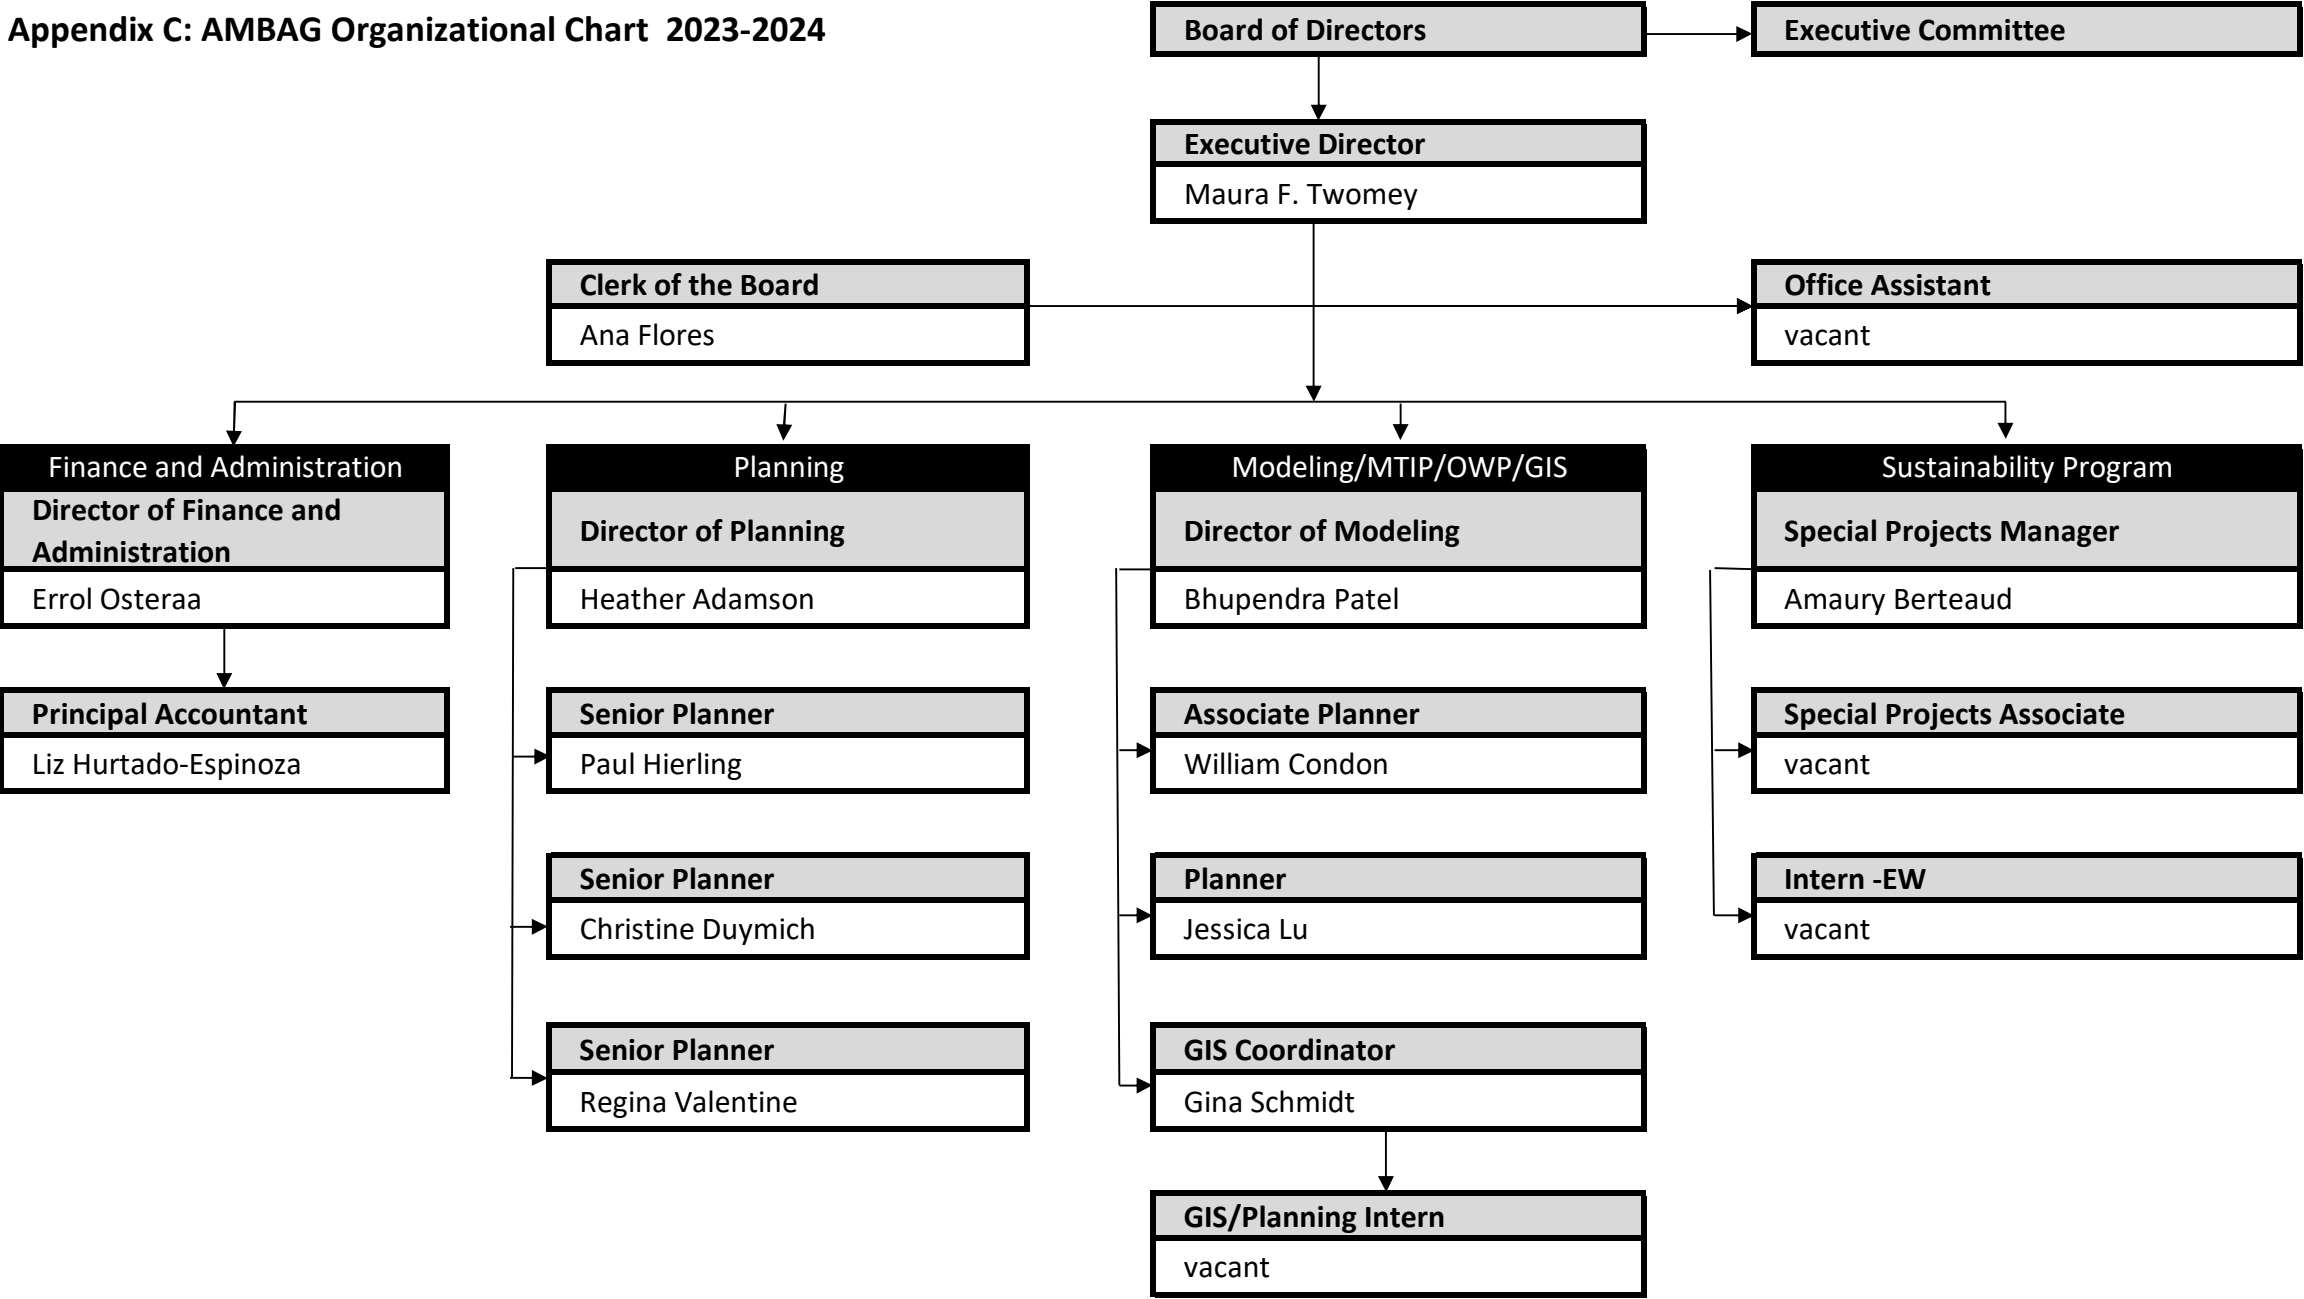 Appendix C: AMBAG Organizational Chart 2023-2024
Board of Directors
Executive Committee
Executive Director
Maura F. Twomey
Clerk of the Board
Ana Flores
Office Assistant
vacant
Finance and Administration
Director of Finance and
Administration
Errol Osteraa
Principal Accountant
Liz Hurtado-Espinoza
Planning
Director of Planning
Heather Adamson
Senior Planner
Paul Hierling
Senior Planner
Christine Duymich
Senior Planner
Regina Valentine
Modeling/MTIP/OWP/GIS
Director of Modeling
Bhupendra Patel
Associate Planner
William Condon
Planner
Jessica Lu
GIS Coordinator
Gina Schmidt
GIS/Planning Intern
vacant
Sustainability Program
Special Projects Manager
Amaury Berteaud
Special Projects Associate
vacant
Intern -EW
vacant